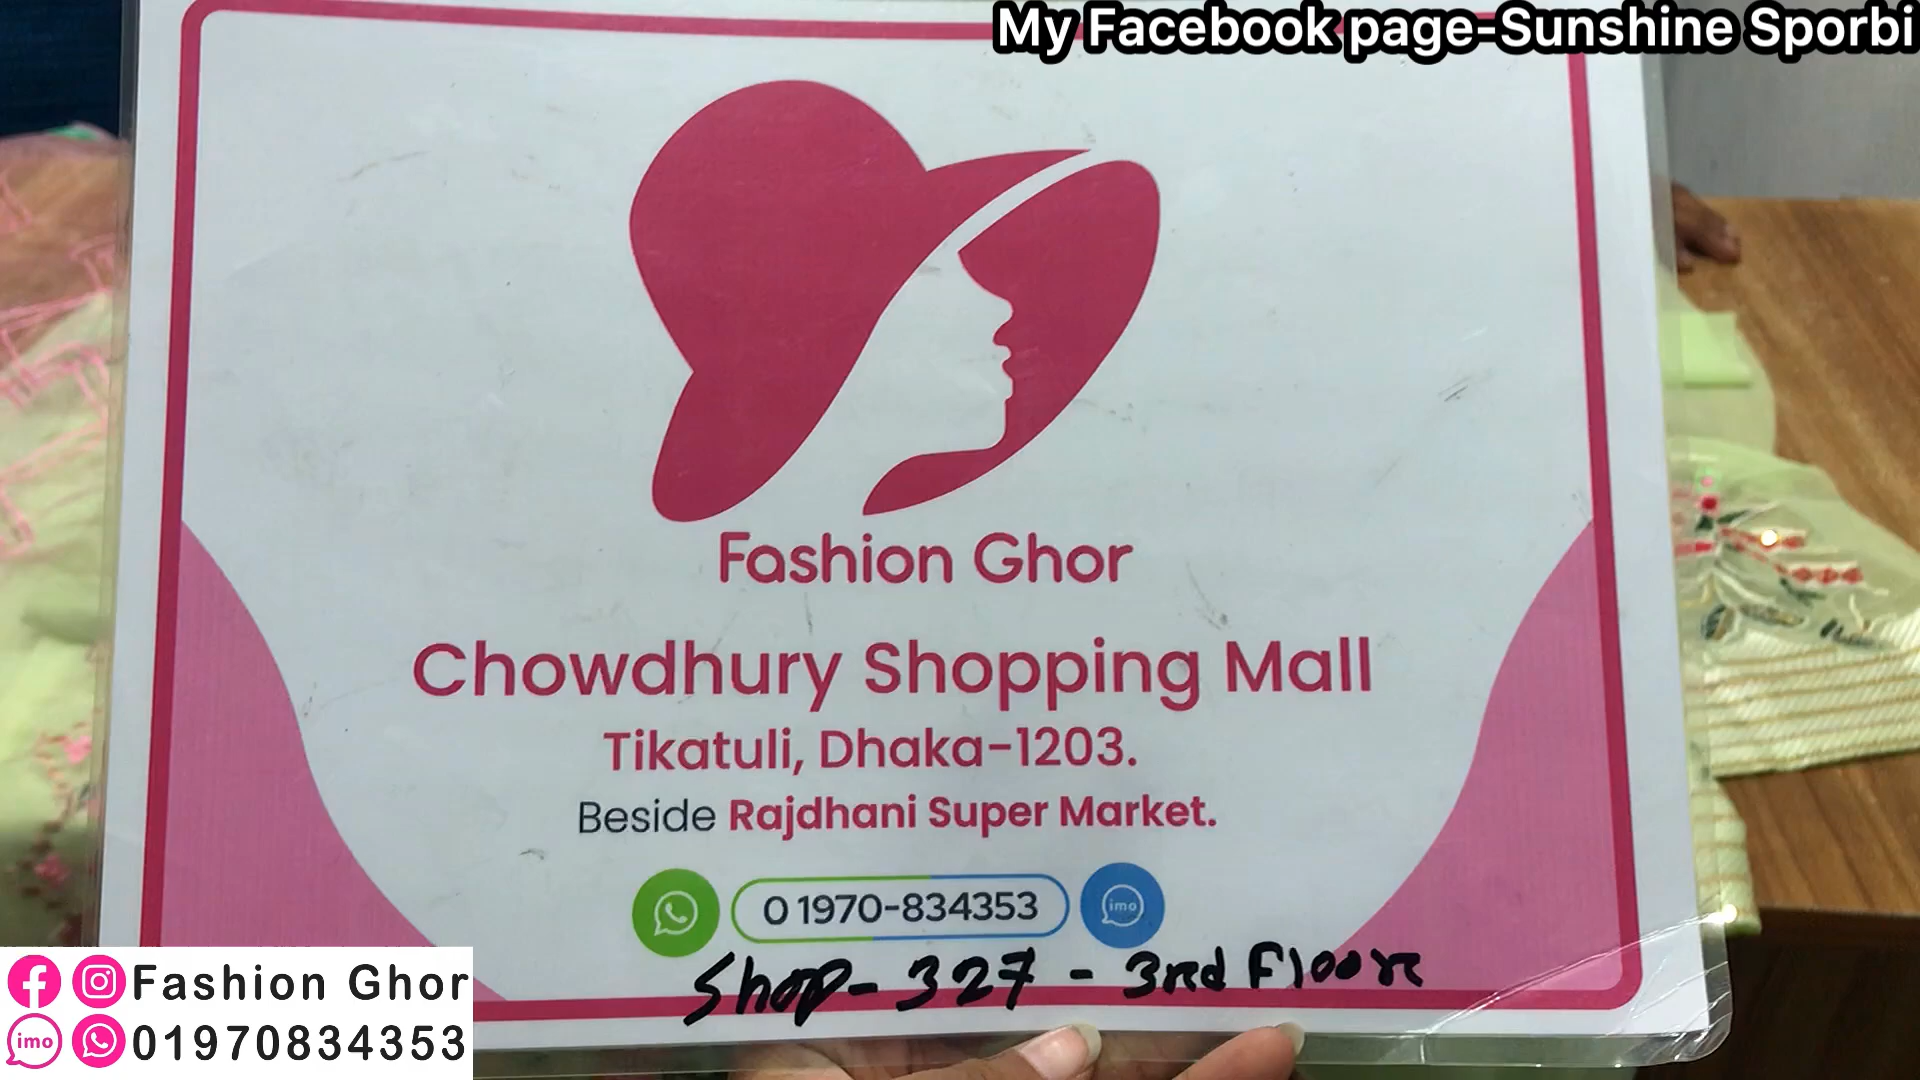 My Facebook page-Sunshine Sporbi
Fashion Ghor
Chowdhury Shopping Mall
Tikatuli, Dhaka-1203.
Beside Rajdhani Super Market.
01970-834353
imo
Shop- 327 - 3rd Floore
Fashion Ghor
imo
01970834353